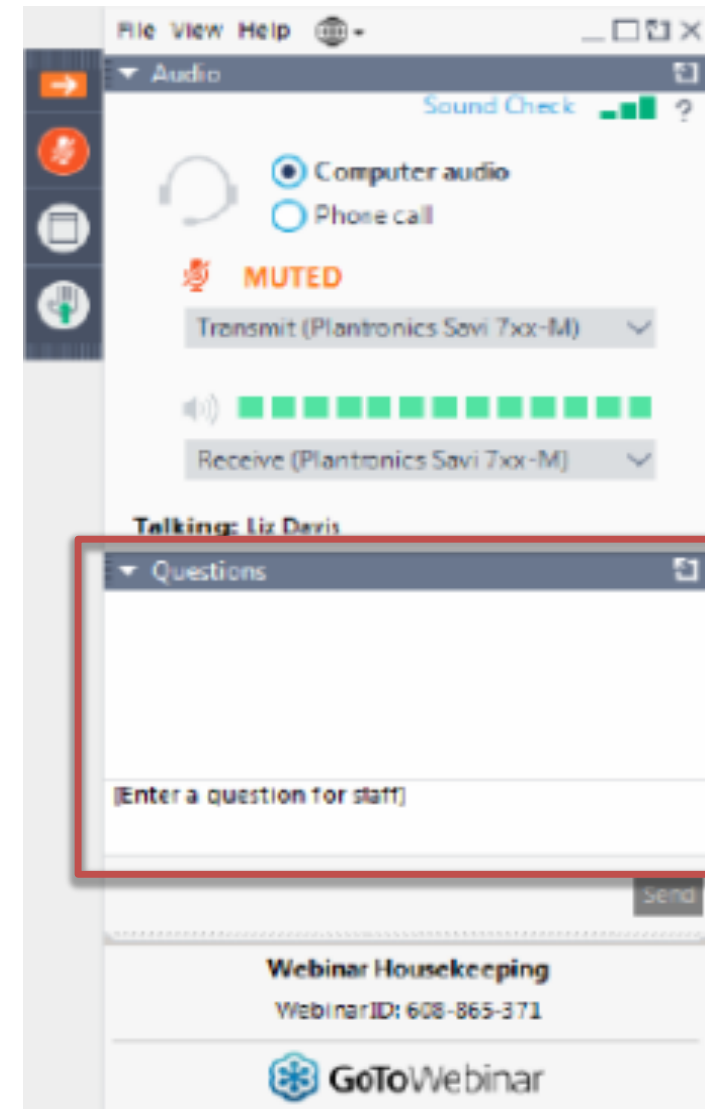 File View Help
Audio
Sound Check ?
Computer audio
Phone call
MUTED
Transmit (Plantronics Savi 7xx-M)
Receive (Plantronics Savi 7xx-M)
Talking: Liz Davis
Questions
[Enter a question for staff]
Send
Webinar Housekeeping
Webinar ID: 608-865-371
GoToWebinar